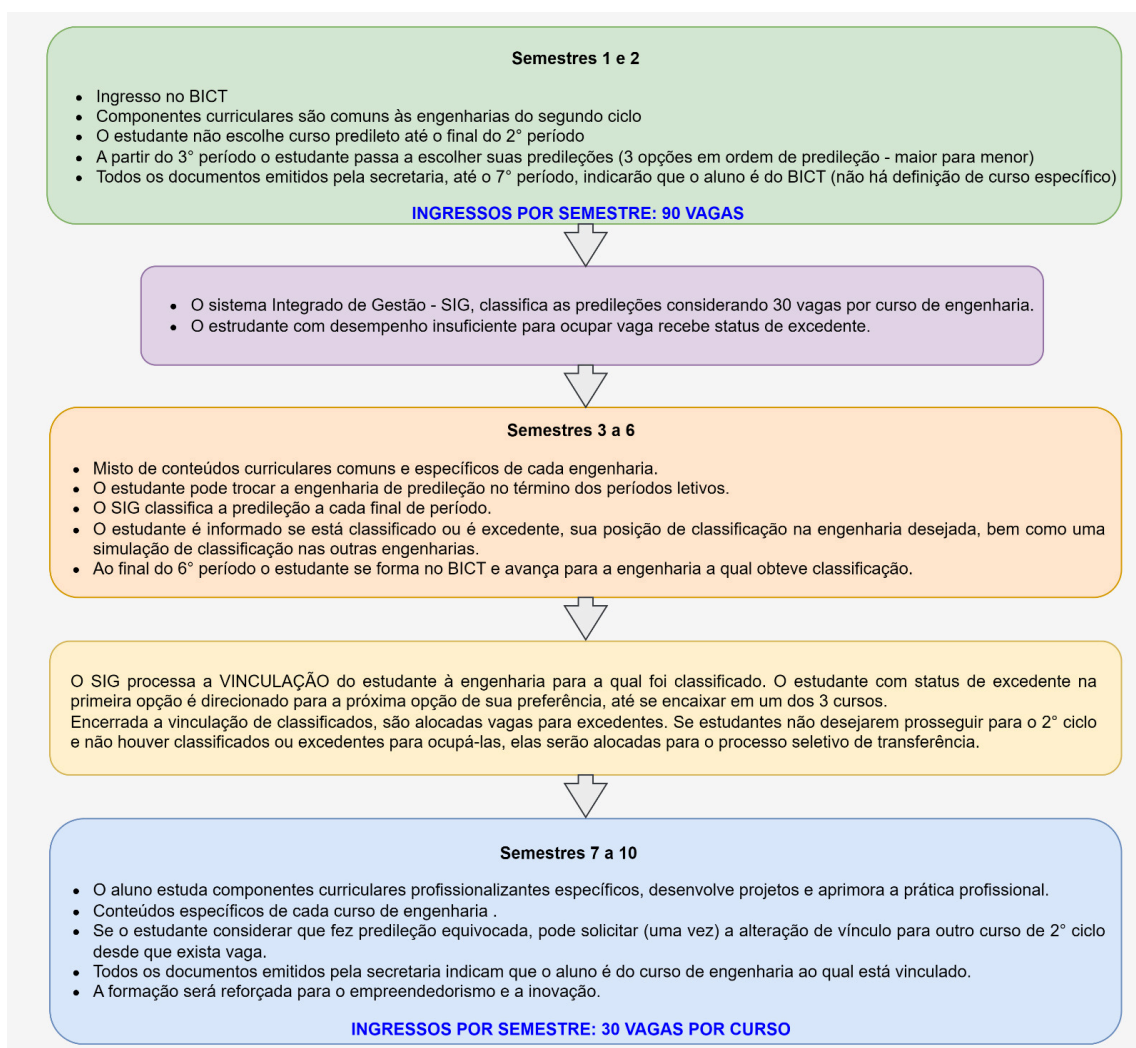 Semestres 1 e 2
• Ingresso no BICT
• Componentes curriculares são comuns às engenharias do segundo ciclo
• O estudante não escolhe curso predileto até o final do 2° período
• A partir do 3° período o estudante passa a escolher suas predileções (3 opções em ordem de predileção - maior para menor)
• Todos os documentos emitidos pela secretaria, até o 7° período, indicarão que o aluno é do BICT (não há definição de curso específico)
INGRESSOS POR SEMESTRE: 90 VAGAS
• O sistema Integrado de Gestão - SIG, classifica as predileções considerando 30 vagas por curso de engenharia.
• O estrudante com desempenho insuficiente para ocupar vaga recebe status de excedente.
Semestres 3 a 6
• Misto de conteúdos curriculares comuns e específicos de cada engenharia.
• O estudante pode trocar a engenharia de predileção no término dos períodos letivos.
• O SIG classifica a predileção a cada final de período.
• O estudante é informado se está classificado ou é excedente, sua posição de classificação na engenharia desejada, bem como uma
simulação de classificação nas outras engenharias.
• Ao final do 6° período o estudante se forma no BICT e avança para a engenharia a qual obteve classificação.
O SIG processa a VINCULAÇÃO do estudante à engenharia para a qual foi classificado. O estudante com status de excedente na
primeira opção é direcionado para a próxima opção de sua preferência, até se encaixar em um dos 3 cursos.
Encerrada a vinculação de classificados, são alocadas vagas para excedentes. Se estudantes não desejarem prosseguir para o 2° ciclo
e não houver classificados ou excedentes para ocupá-las, elas serão alocadas para o processo seletivo de transferência.
Semestres 7 a 10
• O aluno estuda componentes curriculares profissionalizantes específicos, desenvolve projetos e aprimora a prática profissional.
• Conteúdos específicos de cada curso de engenharia .
• Se o estudante considerar que fez predileção equivocada, pode solicitar (uma vez) a alteração de vínculo para outro curso de 2° ciclo
desde que exista vaga.
• Todos os documentos emitidos pela secretaria indicam que o aluno é do curso de engenharia ao qual está vinculado.
• A formação será reforçada para o empreendedorismo e a inovação.
INGRESSOS POR SEMESTRE: 30 VAGAS POR CURSO